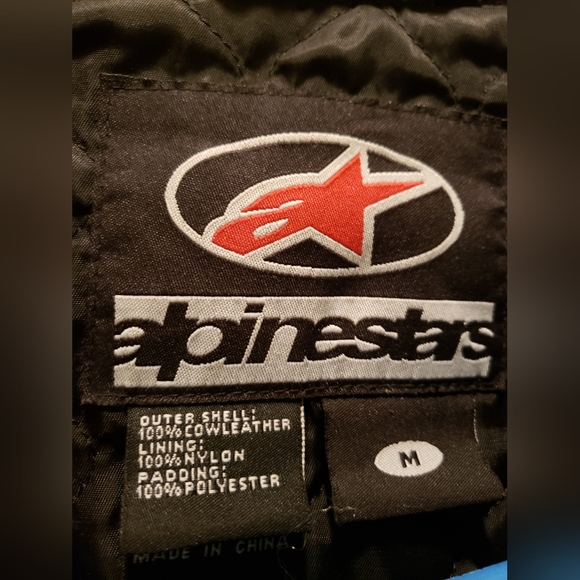 alpinestars
OUTER SHELL:
100%COWLEATHER
LINING:
100%NYLON
PADDING:
100%POLYESTER
M
MADE IN CHINA